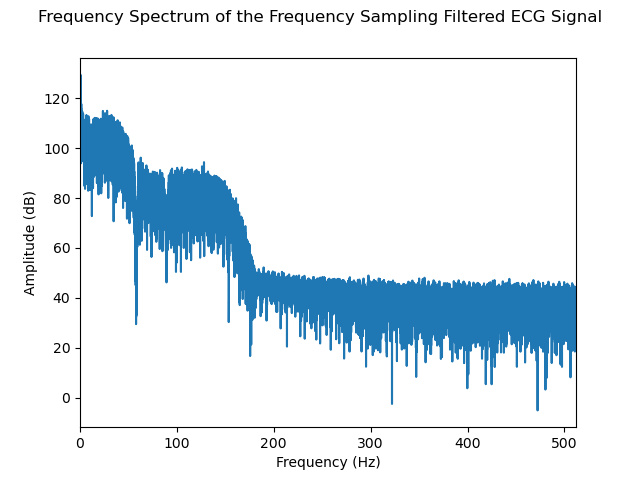 Frequency Spectrum of the Frequency Sampling Filtered ECG Signal
120
100
80
60
40
20
0
Amplitude (dB)
0 100 200 300 400 500
Frequency (Hz)